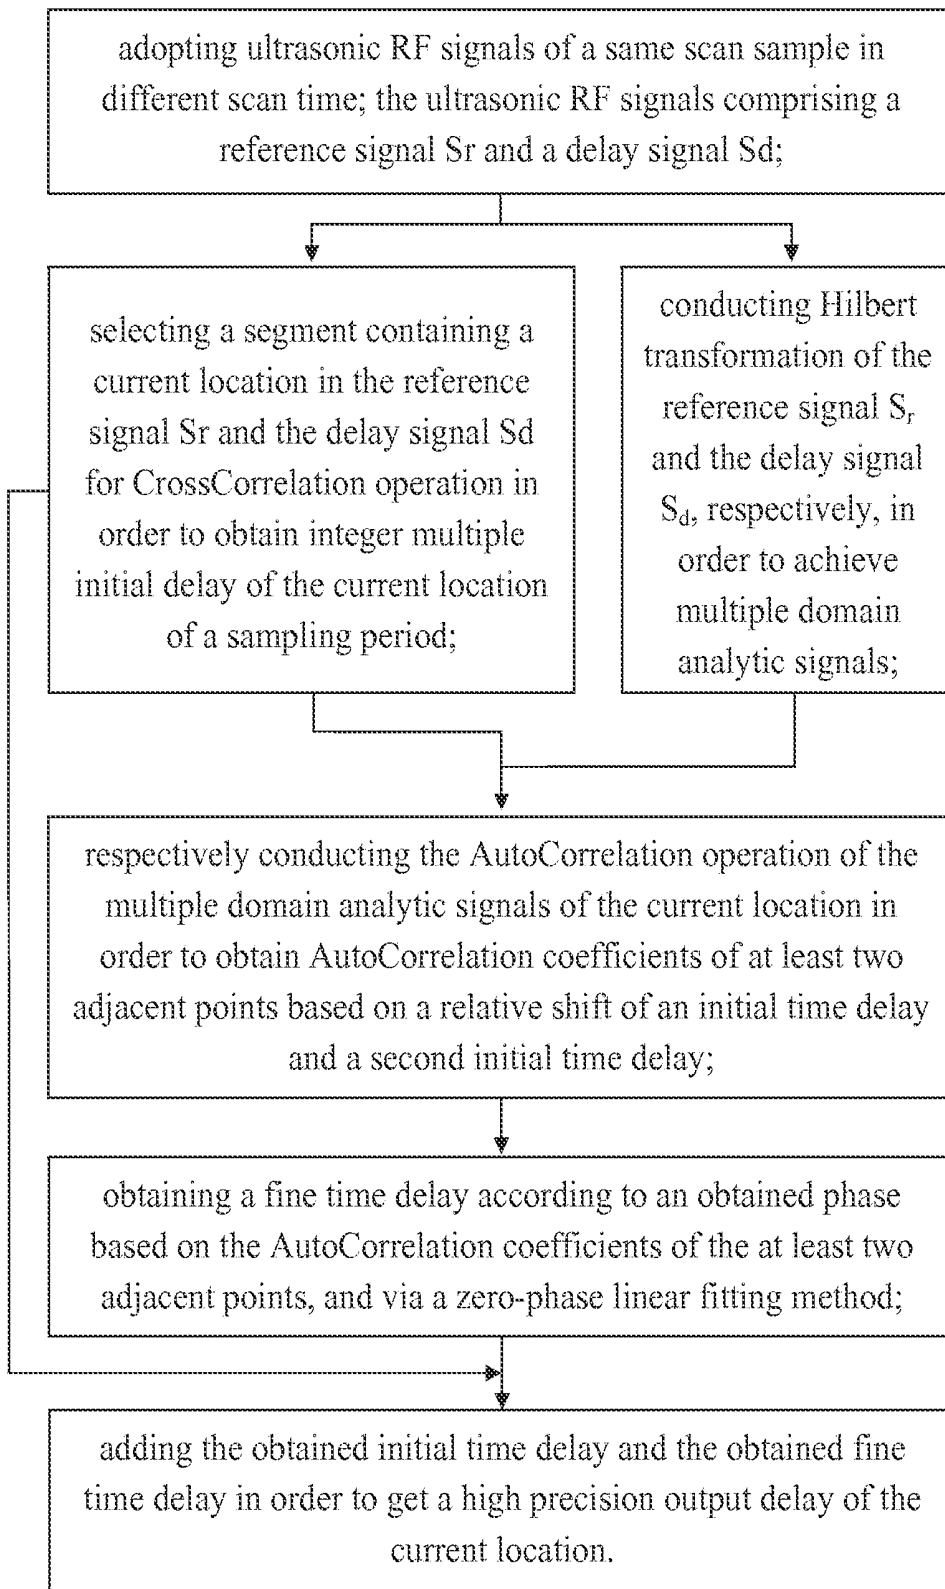 adopting ultrasonic RF signals of a same scan sample in
different scan time; the ultrasonic RF signals comprising a
reference signal Sr and a delay signal Sd;
selecting a segment containing a
current location in the reference
signal Sr and the delay signal Sd
for CrossCorrelation operation in
order to obtain integer multiple
initial delay of the current location
of a sampling period;
conducting Hilbert
transformation of the
reference signal Sr
and the delay signal
Sd, respectively, in
order to achieve
multiple domain
analytic signals;
respectively conducting the AutoCorrelation operation of the
multiple domain analytic signals of the current location in
order to obtain AutoCorrelation coefficients of at least two
adjacent points based on a relative shift of an initial time delay
and a second initial time delay;
obtaining a fine time delay according to an obtained phase
based on the AutoCorrelation coefficients of the at least two
adjacent points, and via a zero-phase linear fitting method;
adding the obtained initial time delay and the obtained fine
time delay in order to get a high precision output delay of the
current location.